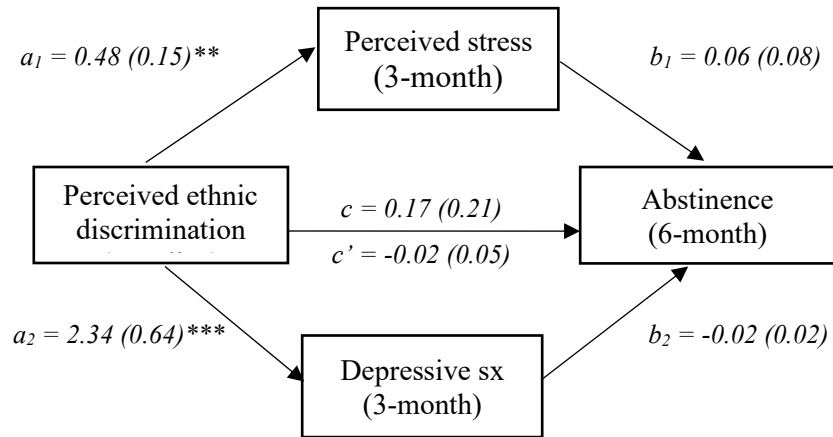 Perceived stress
(3-month)
a1 = 0.48 (0.15)**
b1 = 0.06 (0.08)
Perceived ethnic
discrimination
c = 0.17 (0.21)
c’ = -0.02 (0.05)
Abstinence
(6-month)
a2 = 2.34 (0.64)***
b2 = -0.02 (0.02)
Depressive sx
(3-month)